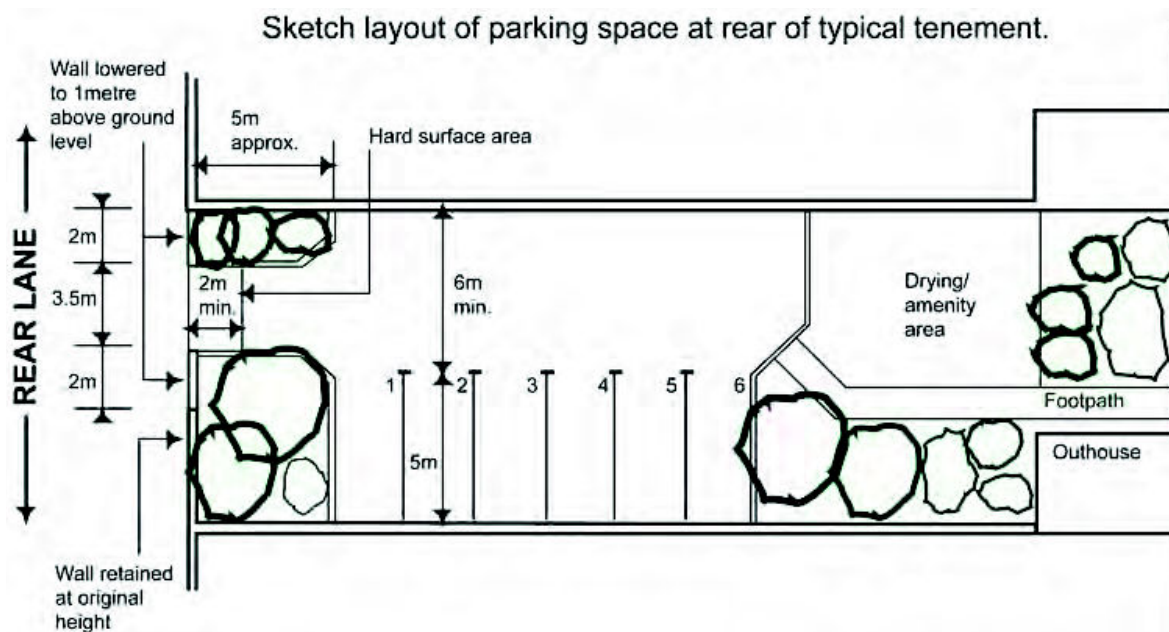 Sketch layout of parking space at rear of typical tenement.
Wall lowered
to 1metre
above ground
level
5m
approx.
Hard surface area
REAR LANE
2m
3.5m
2m
2m
min.
6m
min.
Drying/
amenity
area
1
2
3
4
5
6
5m
Footpath
Outhouse
Wall retained
at original
height